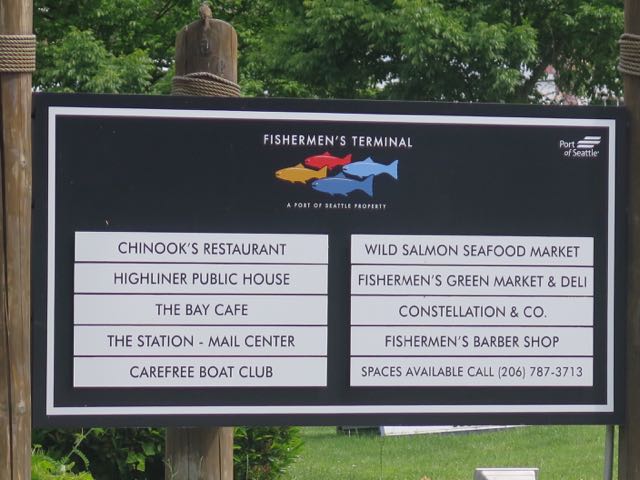 FISHERMEN'S TERMINAL
Port
of Seattle
A PORT OF SEATTLE PROPERTY
CHINOOK'S RESTAURANT
HIGHLINER PUBLIC HOUSE
THE BAY CAFE
THE STATION - MAIL CENTER
CAREFREE BOAT CLUB
WILD SALMON SEAFOOD MARKET
FISHERMEN'S GREEN MARKET & DELI
CONSTELLATION & CO.
FISHERMEN'S BARBER SHOP
SPACES AVAILABLE CALL (206) 787-3713